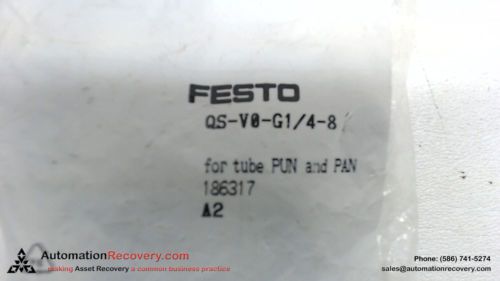 FESTO
QS-V0-G1/4-8
for tube PUN and PAN
186317
A2
AutomationRecovery.com
making Asset Recovery a common business practice
Phone: (586) 741-5274
sales@automationrecovery.com